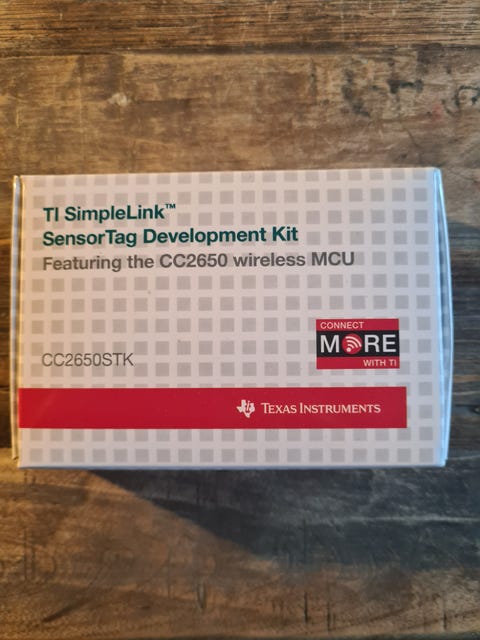 TI SimpleLink™
SensorTag Development Kit
Featuring the CC2650 wireless MCU
CONNECT
MORE
WITH TI
CC2650STK
TEXAS INSTRUMENTS